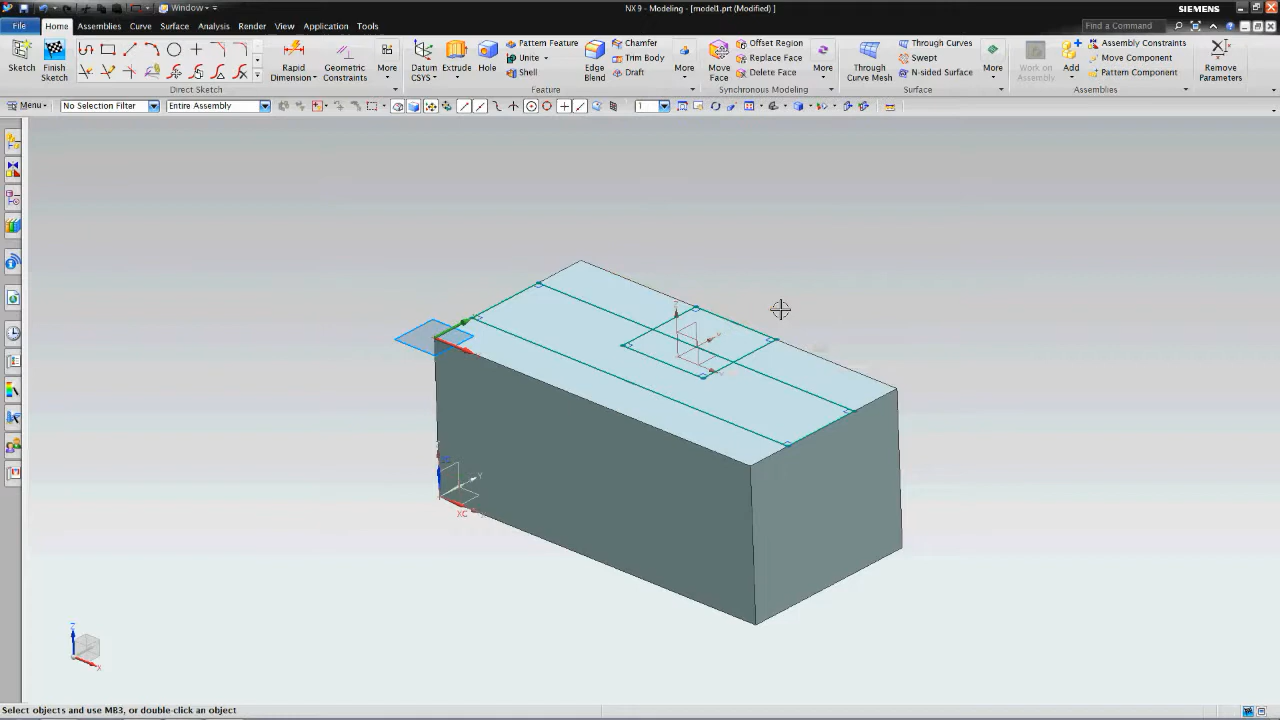 NX 9 - Modeling - [model1.prt (Modified) ]
SIEMENS
Window
File Home Assemblies Curve Surface Analysis Render View Application Tools
Find a Command
Sketch
Finish Sketch
Rapid Dimension
Geometric Constraints
More
Direct Sketch
Datum CSYS
Extrude
Hole
Pattern Feature
Unite
Shell
Edge Blend
Chamfer
Trim Body
Draft
More
Feature
Move Face
Offset Region
Replace Face
Delete Face
More
Synchronous Modeling
Through Curve Mesh
Through Curves
Swept
N-sided Surface
More
Surface
Work on Assembly
Add
Assembly Constraints
Move Component
Pattern Component
Assemblies
Remove Parameters
Menu
No Selection Filter
Entire Assembly
1
Y
XC
Z
X
Select objects and use MB3, or double-click an object